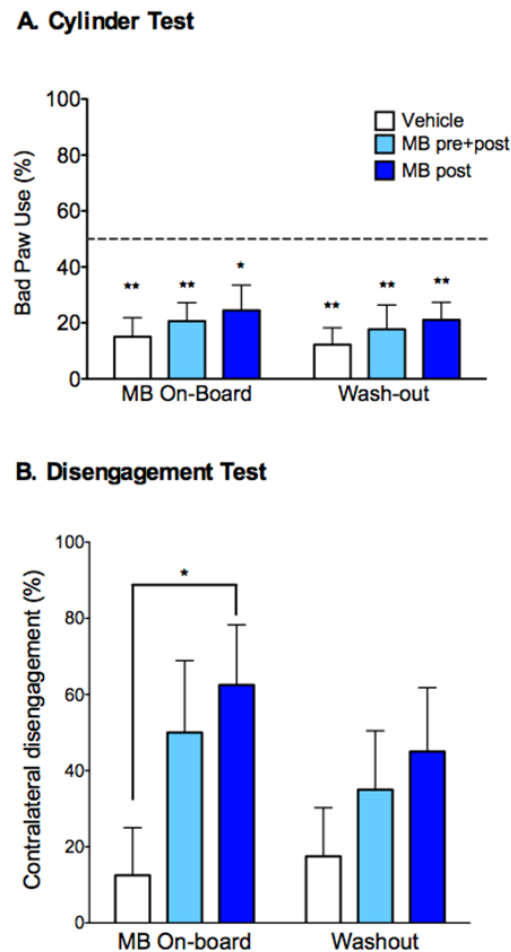 A. Cylinder Test
Bad Paw Use (%)
100
80
60
40
20
0
Vehicle
MB pre+post
MB post
** ** * ** ** **
MB On-Board Wash-out
B. Disengagement Test
Contralateral disengagement (%)
100
80
60
40
20
0
*
MB On-board Washout